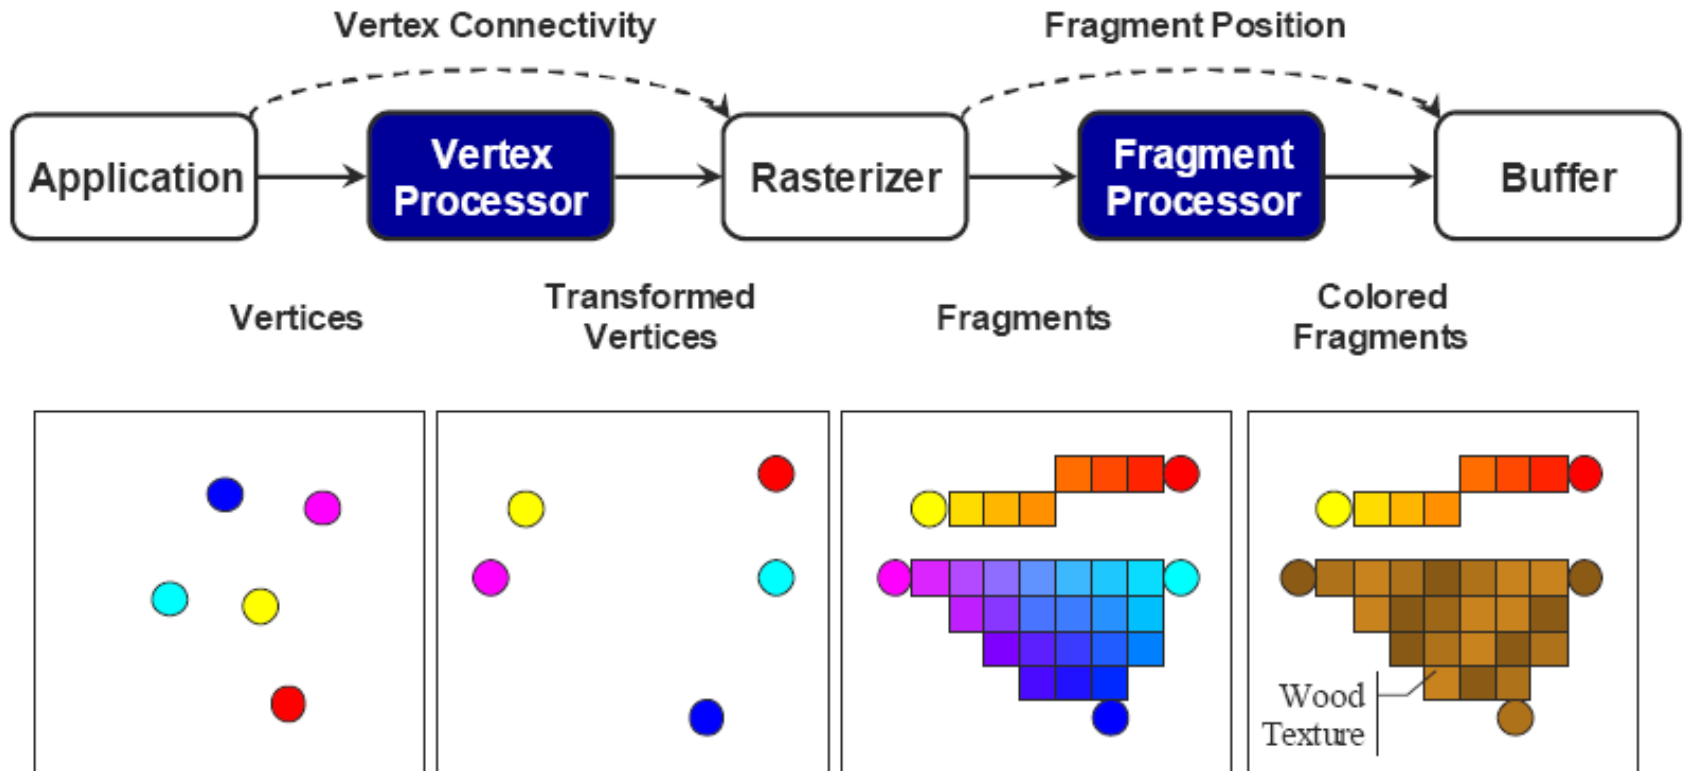 Vertex Connectivity
Fragment Position
Application
Vertex
Processor
Rasterizer
Fragment
Processor
Buffer
Vertices
Transformed
Vertices
Fragments
Colored
Fragments
Wood
Texture